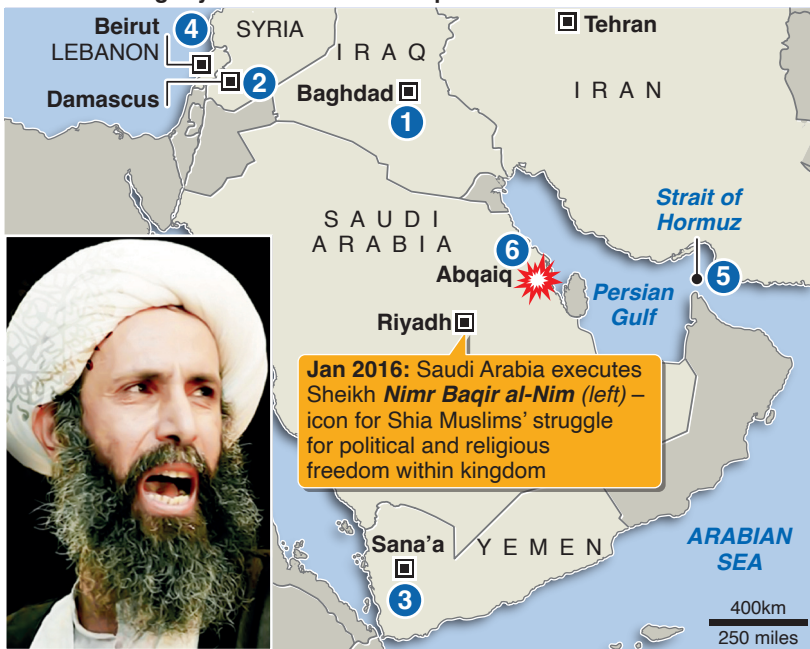 Beirut
4
SYRIA
Tehran
LEBANON
IRAQ
Damascus
2
Baghdad
IRAN
1
Strait of
Hormuz
SAUDI
ARABIA
6
Abqaiq
5
Persian
Gulf
Riyadh
Jan 2016: Saudi Arabia executes
Sheikh Nimr Baqir al-Nim (left) –
icon for Shia Muslims’ struggle
for political and religious
freedom within kingdom
Sana’a
YEMEN
ARABIAN
SEA
3
400km
250 miles